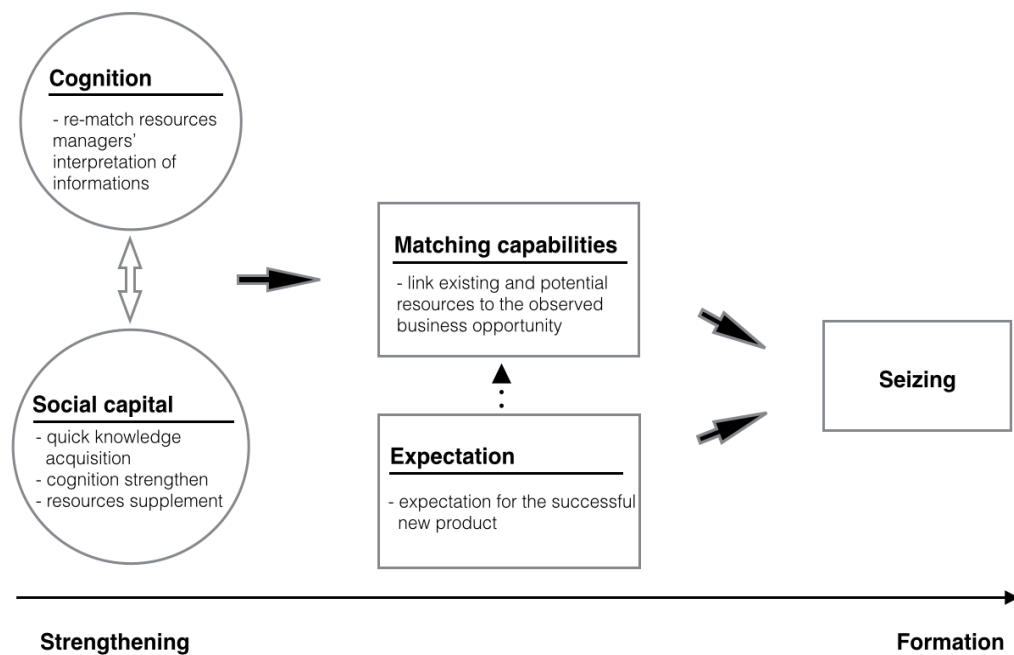 Cognition
- re-match resources
managers’
interpretation of
informations
Social capital
- quick knowledge
acquisition
- cognition strengthen
- resources supplement
Matching capabilities
- link existing and potential
resources to the observed
business opportunity
Expectation
- expectation for the successful
new product
Seizing
Strengthening
Formation